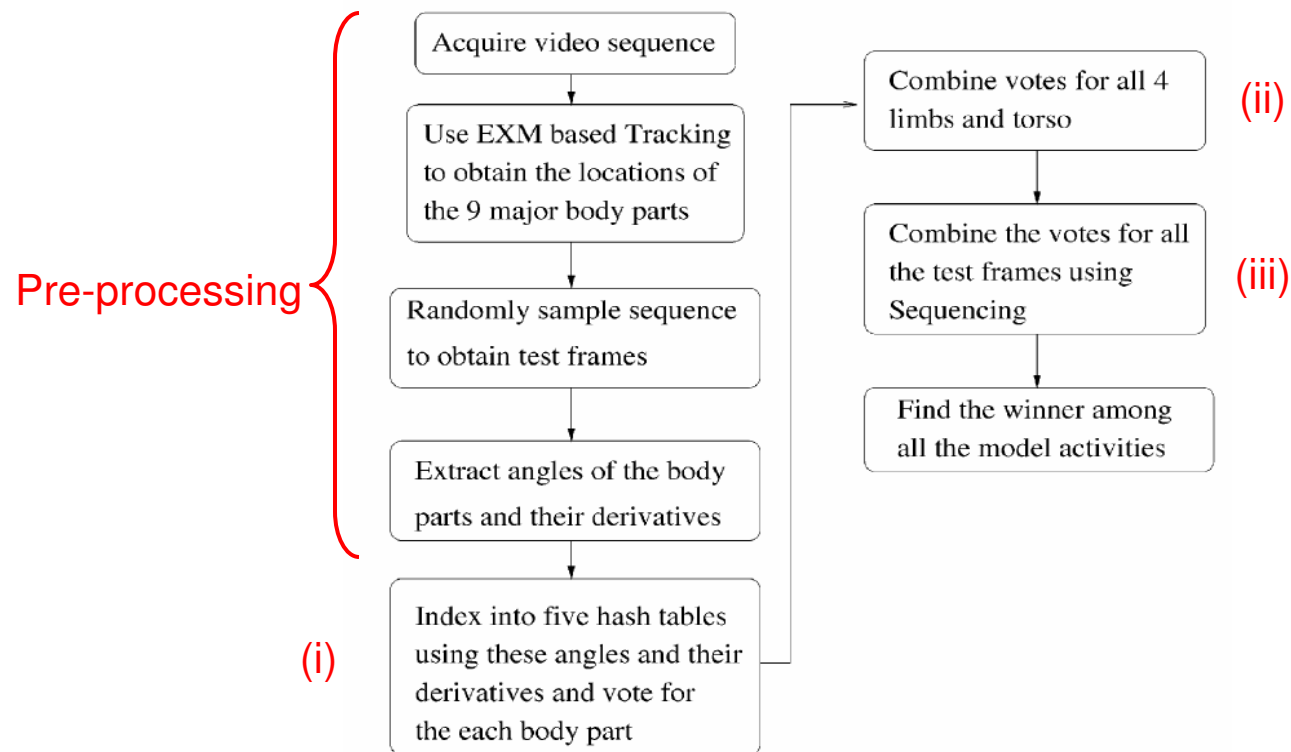 Pre-processing
Acquire video sequence
Use EXM based Tracking
to obtain the locations of
the 9 major body parts
Randomly sample sequence
to obtain test frames
Extract angles of the body
parts and their derivatives
(i)
Index into five hash tables
using these angles and their
derivatives and vote for
the each body part
Combine votes for all 4
limbs and torso
(ii)
Combine the votes for all
the test frames using
Sequencing
(iii)
Find the winner among
all the model activities